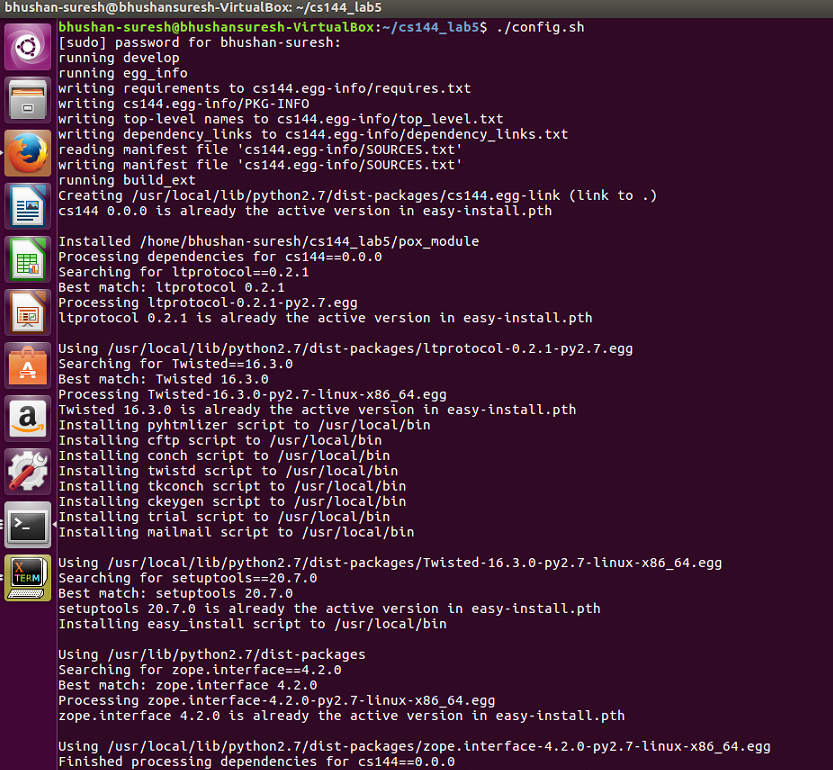 bhushan-suresh@bhushansuresh-VirtualBox: ~/cs144_lab5
bhushan-suresh@bhushansuresh-VirtualBox:~/cs144_lab5$ ./config.sh
[sudo] password for bhushan-suresh:
running develop
running egg_info
writing requirements to cs144.egg-info/requires.txt
writing cs144.egg-info/PKG-INFO
writing top-level names to cs144.egg-info/top_level.txt
writing dependency_links to cs144.egg-info/dependency_links.txt
reading manifest file 'cs144.egg-info/SOURCES.txt'
writing manifest file 'cs144.egg-info/SOURCES.txt'
running build_ext
Creating /usr/local/lib/python2.7/dist-packages/cs144.egg-link (link to .)
cs144 0.0.0 is already the active version in easy-install.pth
Installed /home/bhushan-suresh/cs144_lab5/pox_module
Processing dependencies for cs144==0.0.0
Searching for ltprotocol==0.2.1
Best match: ltprotocol 0.2.1
Processing ltprotocol-0.2.1-py2.7.egg
ltprotocol 0.2.1 is already the active version in easy-install.pth
Using /usr/local/lib/python2.7/dist-packages/ltprotocol-0.2.1-py2.7.egg
Searching for Twisted==16.3.0
Best match: Twisted 16.3.0
Processing Twisted-16.3.0-py2.7-linux-x86_64.egg
Twisted 16.3.0 is already the active version in easy-install.pth
Installing pyhtmlizer script to /usr/local/bin
Installing cftp script to /usr/local/bin
Installing conch script to /usr/local/bin
Installing twistd script to /usr/local/bin
Installing tkconch script to /usr/local/bin
Installing ckeygen script to /usr/local/bin
Installing trial script to /usr/local/bin
Installing mailmail script to /usr/local/bin
Using /usr/local/lib/python2.7/dist-packages/Twisted-16.3.0-py2.7-linux-x86_64.egg
Searching for setuptools==20.7.0
Best match: setuptools 20.7.0
setuptools 20.7.0 is already the active version in easy-install.pth
Installing easy_install script to /usr/local/bin
Using /usr/lib/python2.7/dist-packages
Searching for zope.interface==4.2.0
Best match: zope.interface 4.2.0
Processing zope.interface-4.2.0-py2.7-linux-x86_64.egg
zope.interface 4.2.0 is already the active version in easy-install.pth
Using /usr/local/lib/python2.7/dist-packages/zope.interface-4.2.0-py2.7-linux-x86_64.egg
Finished processing dependencies for cs144==0.0.0
A
a
>_
X
TERM